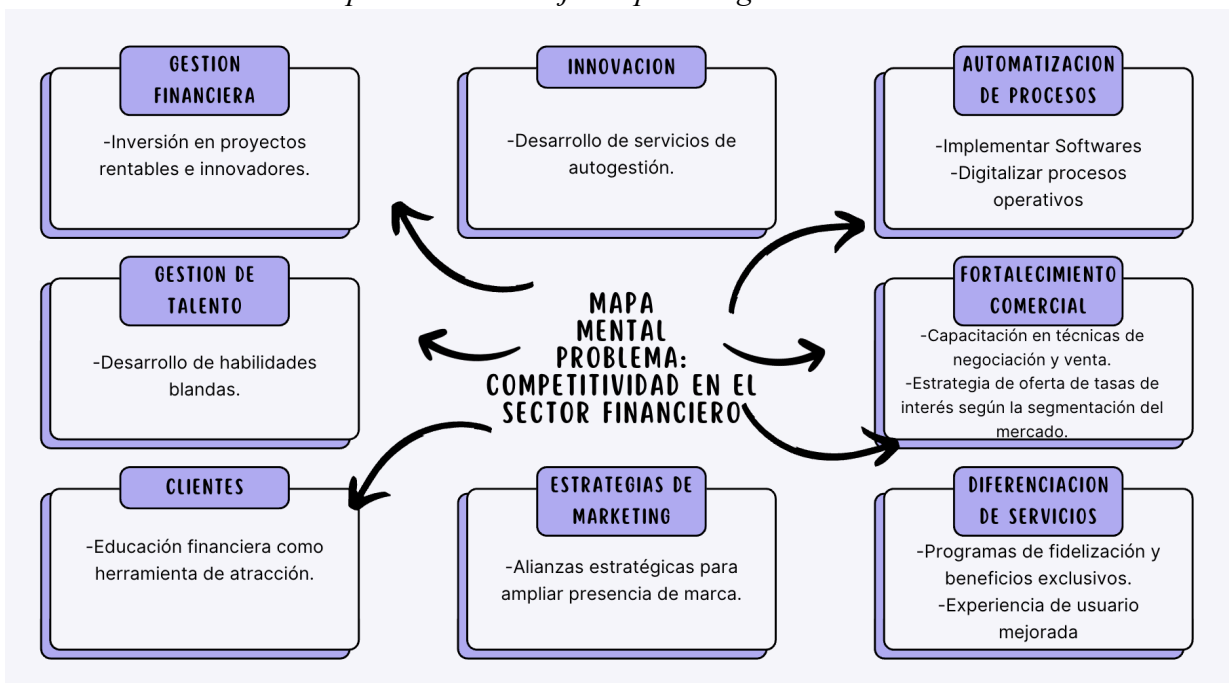 GESTION
FINANCIERA
-Inversión en proyectos
rentables e innovadores.
INNOVACION
-Desarrollo de servicios de
autogestión.
AUTOMATIZACION
DE PROCESOS
-Implementar Softwares
-Digitalizar procesos
operativos
GESTION DE
TALENTO
-Desarrollo de habilidades
blandas.
MAPA
MENTAL
PROBLEMA:
COMPETITIVIDAD EN EL
SECTOR FINANCIERO
FORTALECIMIENTO
COMERCIAL
-Capacitación en técnicas de
negociación y venta.
-Estrategia de oferta de tasas de
interés según la segmentación del
mercado.
CLIENTES
-Educación financiera como
herramienta de atracción.
ESTRATEGIAS DE
MARKETING
-Alianzas estratégicas para
ampliar presencia de marca.
DIFERENCIACION
DE SERVICIOS
-Programas de fidelización y
beneficios exclusivos.
-Experiencia de usuario
mejorada